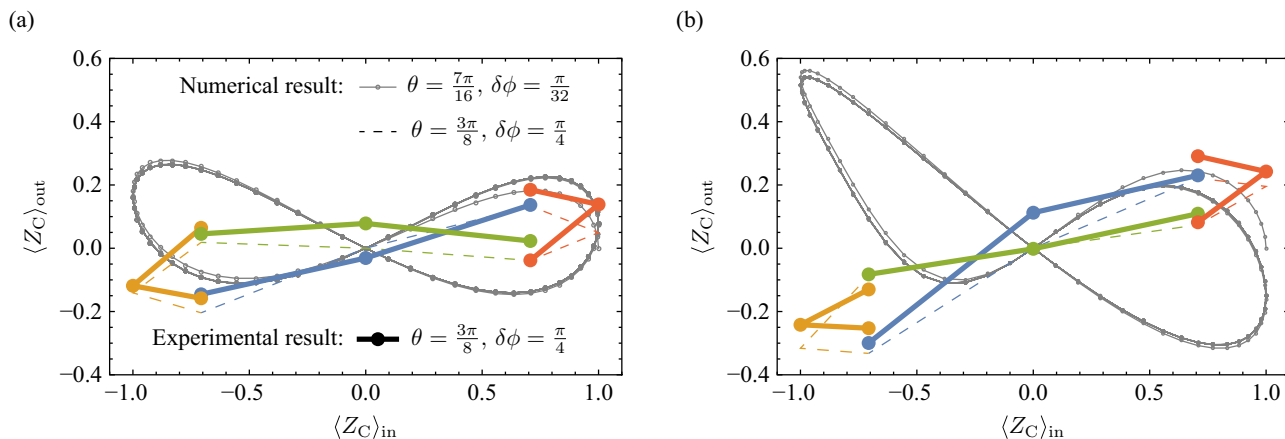 (a)
(b)
Numerical result: θ = 7π/16, δϕ = π/32
θ = 3π/8, δϕ = π/4
Experimental result: θ = 3π/8, δϕ = π/4
0.6
0.4
0.2
0.0
−0.2
−0.4
⟨Z_C⟩_out
−1.0 −0.5 0.0 0.5 1.0
⟨Z_C⟩_in
0.6
0.4
0.2
0.0
−0.2
−0.4
⟨Z_C⟩_out
−1.0 −0.5 0.0 0.5 1.0
⟨Z_C⟩_in